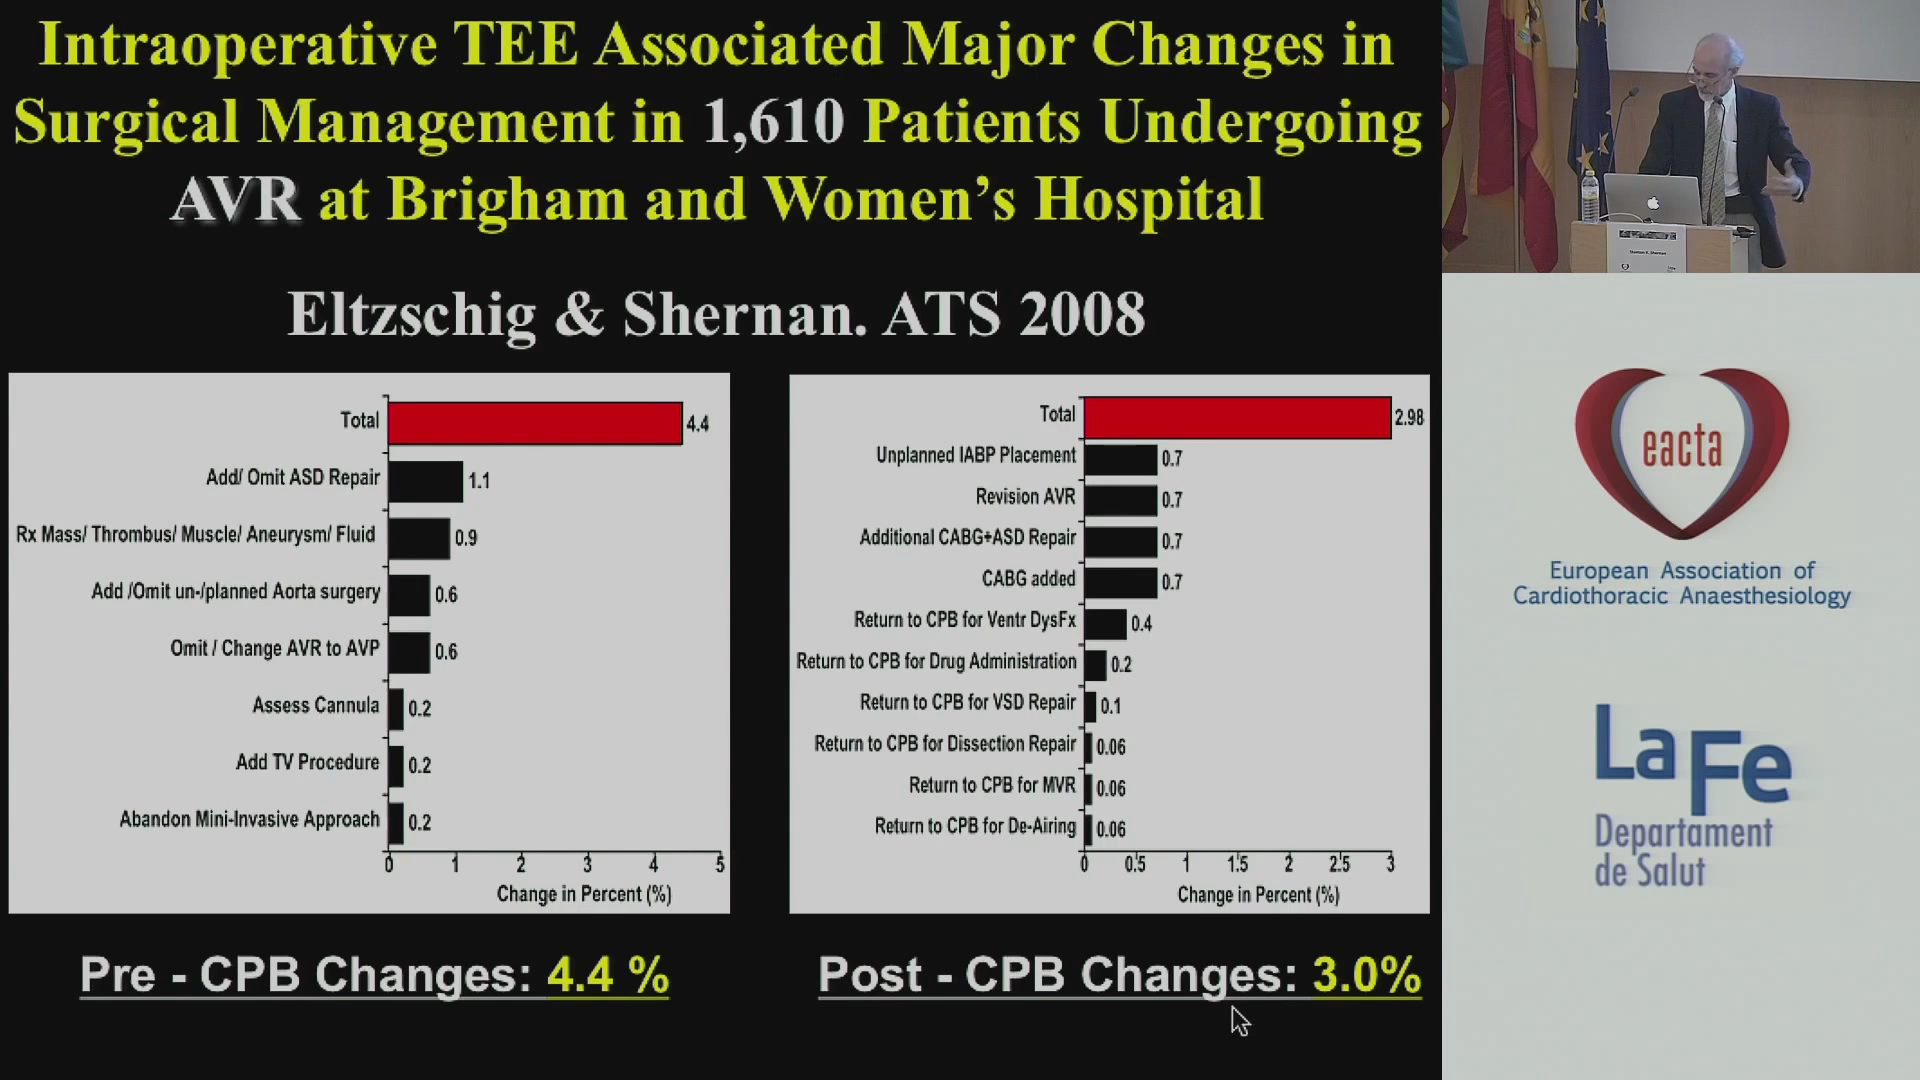 Intraoperative TEE Associated Major Changes in
Surgical Management in 1,610 Patients Undergoing
AVR at Brigham and Women's Hospital
Eltzschig & Shernan. ATS 2008
Total 4.4
Add/ Omit ASD Repair 1.1
Rx Mass/ Thrombus/ Muscle/ Aneurysm/ Fluid 0.9
Add /Omit un-/planned Aorta surgery 0.6
Omit / Change AVR to AVP 0.6
Assess Cannula 0.2
Add TV Procedure 0.2
Abandon Mini-Invasive Approach 0.2
0 1 2 3 4 5
Change in Percent (%)
Pre - CPB Changes: 4.4 %
Total 2.98
Unplanned IABP Placement 0.7
Revision AVR 0.7
Additional CABG+ASD Repair 0.7
CABG added 0.7
Return to CPB for Ventr DysFx 0.4
Return to CPB for Drug Administration 0.2
Return to CPB for VSD Repair 0.1
Return to CPB for Dissection Repair 0.06
Return to CPB for MVR 0.06
Return to CPB for De-Airing 0.06
0 0.5 1 1.5 2 2.5 3
Change in Percent (%)
Post - CPB Changes: 3.0%
Stanton K. Shernan
eacta
European Association of
Cardiothoracic Anaesthesiology
La Fe
Departament
de Salut